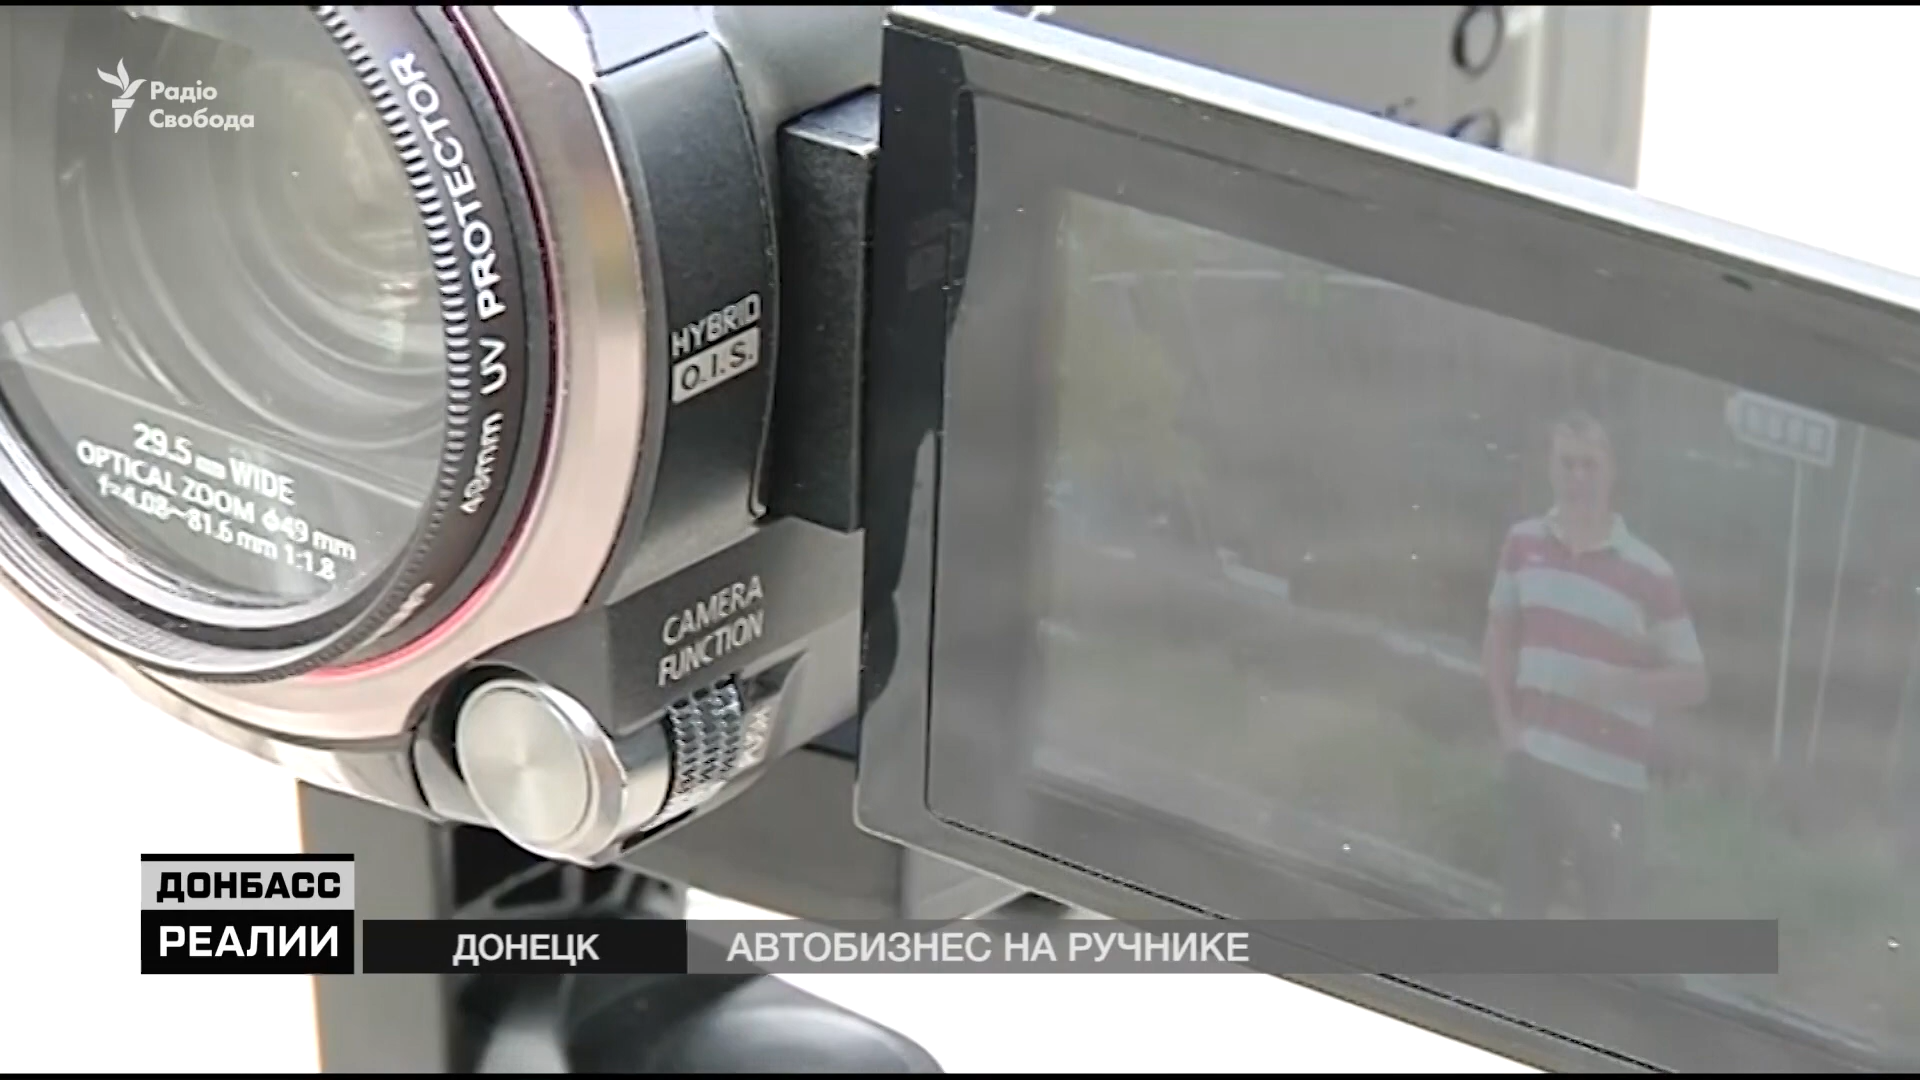 Радіо
Свобода
UV PROTECTOR
49mm
HYBRID
O.I.S.
29.5 mm WIDE
OPTICAL ZOOM Φ49 mm
f=4.08~81.6 mm 1:1.8
CAMERA
FUNCTION
ДОНБАСС
РЕАЛИИ
ДОНЕЦК
АВТОБИЗНЕС НА РУЧНИКЕ